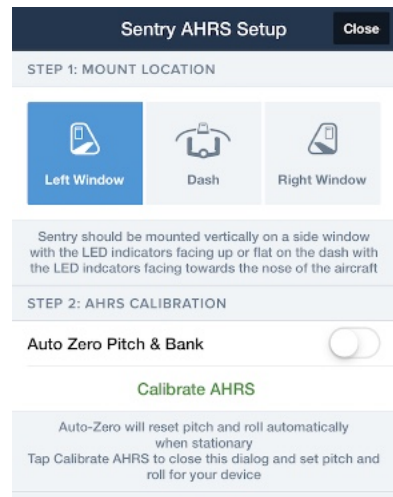 Sentry AHRS Setup Close
STEP 1: MOUNT LOCATION
Left Window Dash Right Window
Sentry should be mounted vertically on a side window
with the LED indicators facing up or flat on the dash with
the LED indcators facing towards the nose of the aircraft
STEP 2: AHRS CALIBRATION
Auto Zero Pitch & Bank
Calibrate AHRS
Auto-Zero will reset pitch and roll automatically
when stationary
Tap Calibrate AHRS to close this dialog and set pitch and
roll for your device